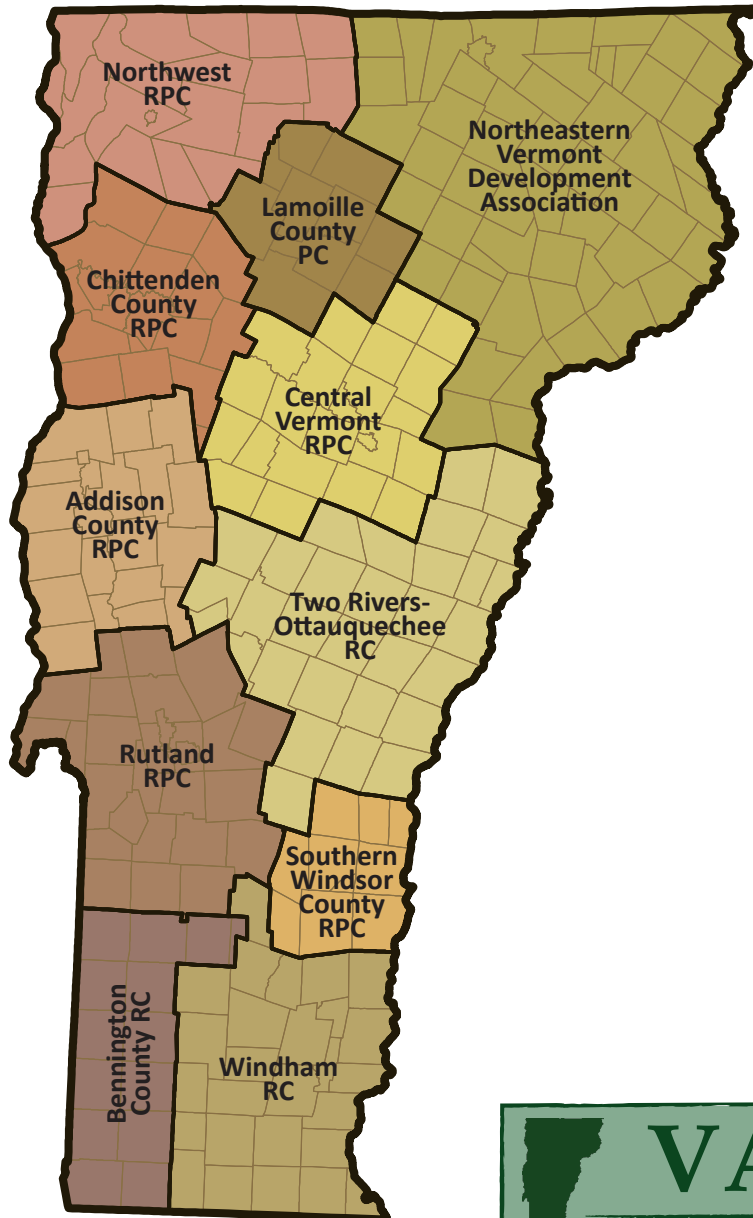 Northwest
RPC
Northeastern
Vermont
Development
Association
Lamoille
County
PC
Chittenden
County
RPC
Central
Vermont
RPC
Addison
County
RPC
Two Rivers-
Ottauquechee
RC
Rutland
RPC
Southern
Windsor
County
RPC
Bennington
County RC
Windham
RC
VA